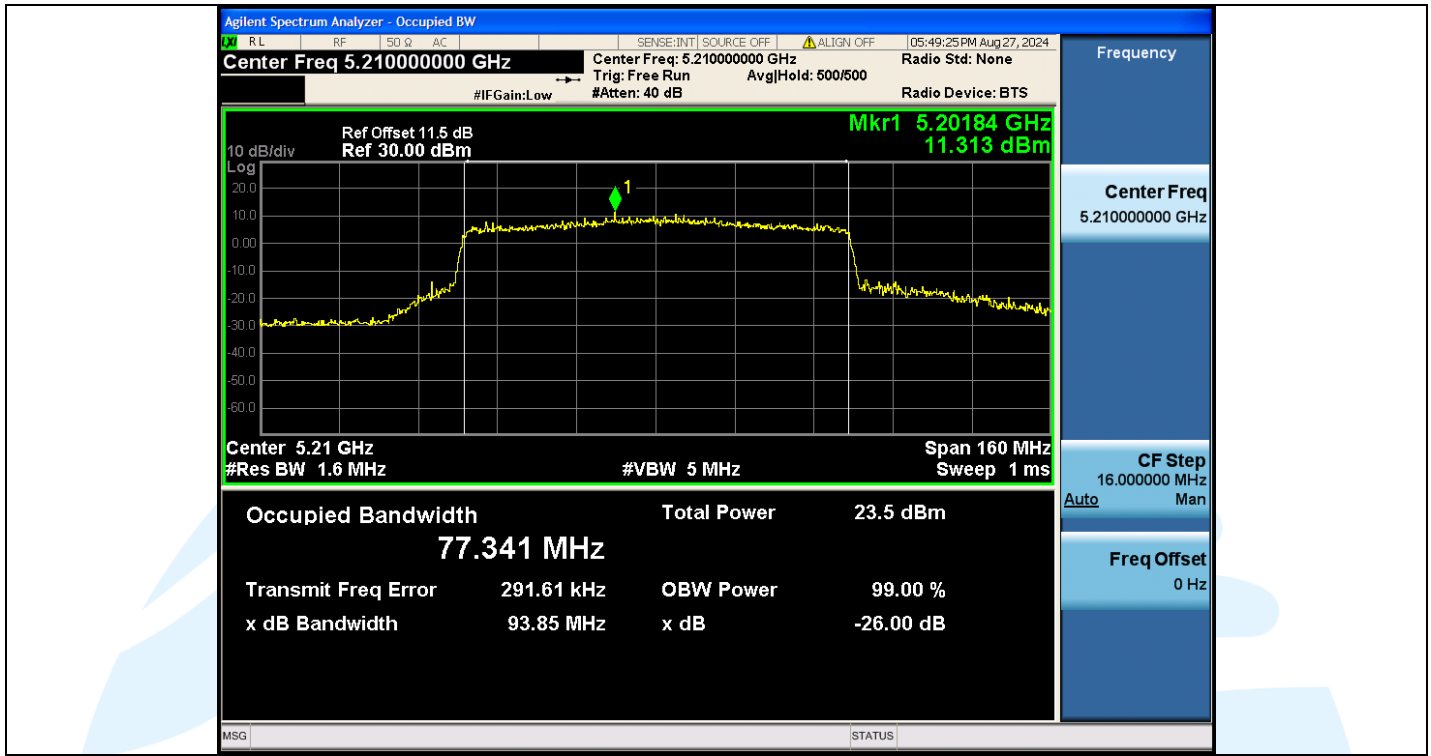 Agilent Spectrum Analyzer - Occupied BW
LXI RL RF 50 Ω AC SENSE:INT SOURCE OFF ALIGN OFF 05:49:25 PM Aug 27, 2024
Center Freq 5.210000000 GHz
Center Freq: 5.210000000 GHz
Radio Std: None
Trig: Free Run Avg|Hold: 500/500
#IFGain:Low
#Atten: 40 dB
Radio Device: BTS
Frequency
Mkr1 5.20184 GHz
11.313 dBm
Ref Offset 11.5 dB
10 dB/div Ref 30.00 dBm
Log
20.0
10.0
0.00
-10.0
-20.0
-30.0
-40.0
-50.0
-60.0
1
Center 5.21 GHz Span 160 MHz
#Res BW 1.6 MHz #VBW 5 MHz Sweep 1 ms
Occupied Bandwidth Total Power 23.5 dBm
77.341 MHz
Transmit Freq Error 291.61 kHz OBW Power 99.00 %
x dB Bandwidth 93.85 MHz x dB -26.00 dB
Center Freq
5.210000000 GHz
CF Step
16.000000 MHz
Auto Man
Freq Offset
0 Hz
MSG STATUS